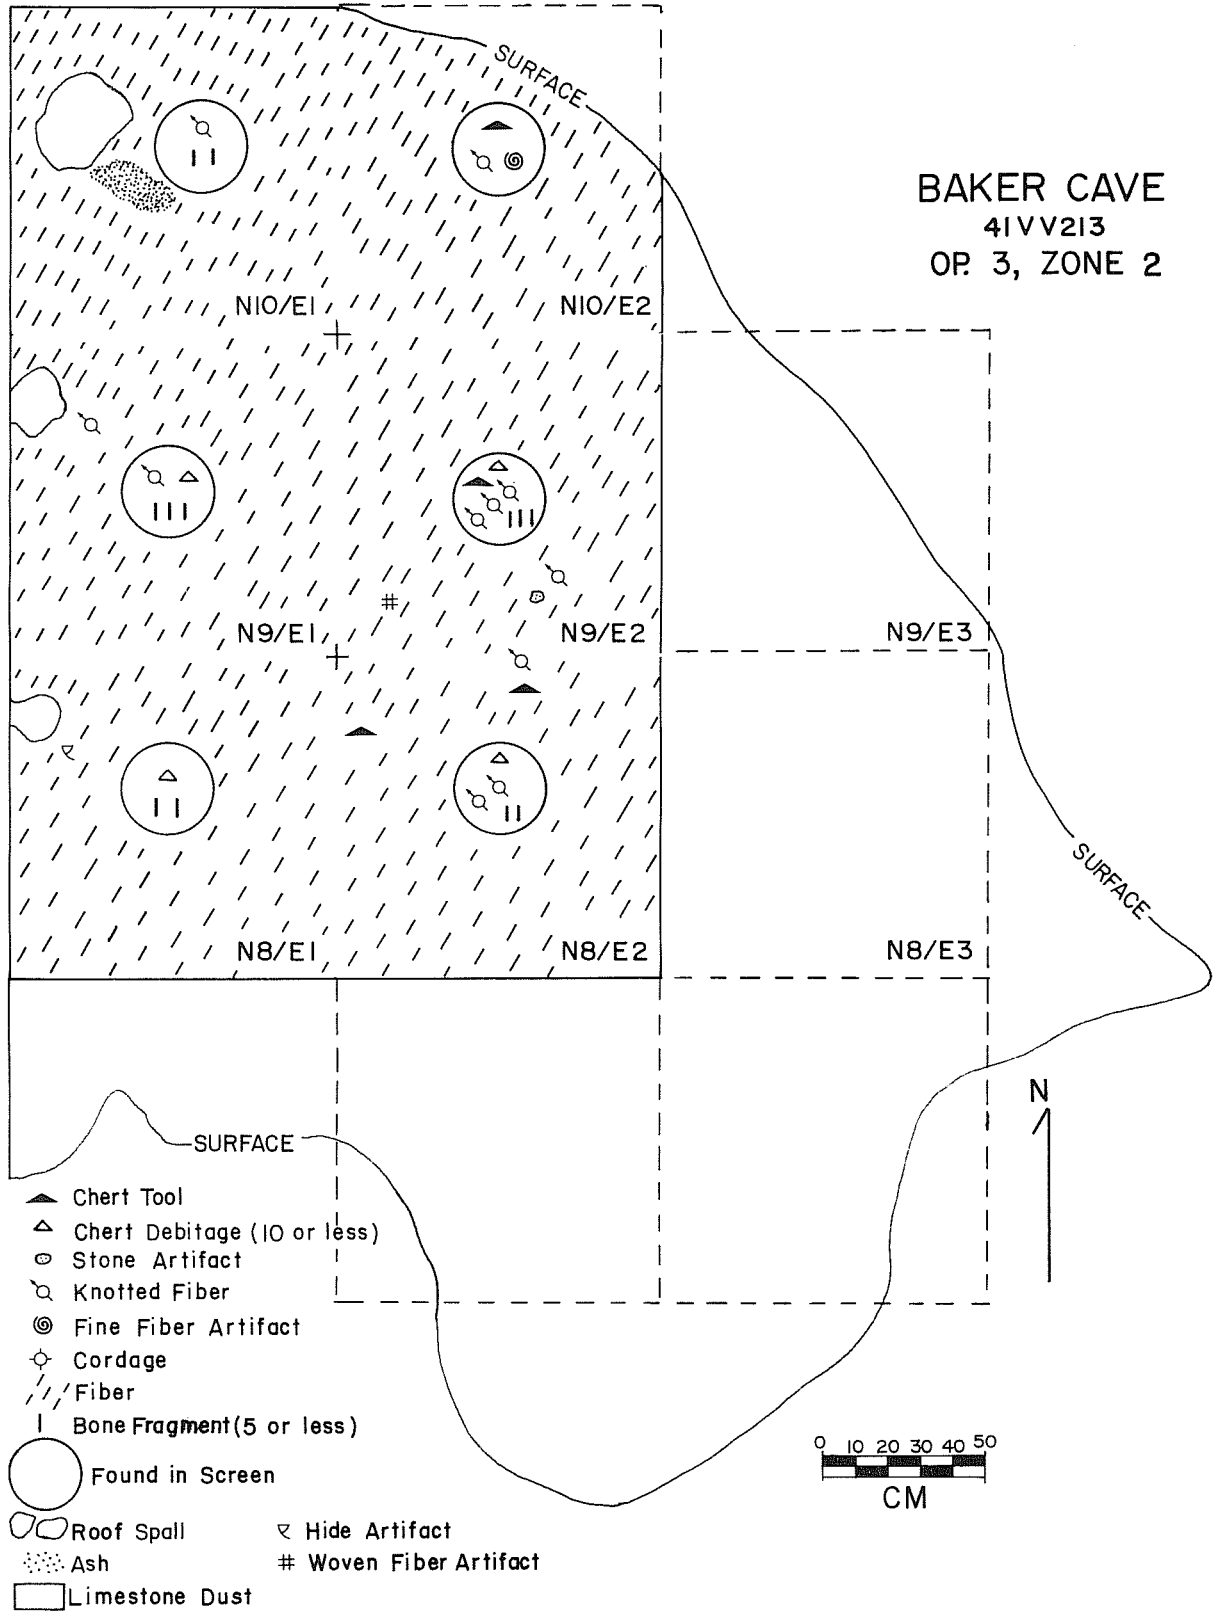 SURFACE
BAKER CAVE
41VV213
OP. 3, ZONE 2
N10/E1
N10/E2
N9/E1
N9/E2
N9/E3
SURFACE
N8/E1
N8/E2
N8/E3
N
SURFACE
Chert Tool
Chert Debitage (10 or less)
Stone Artifact
Knotted Fiber
Fine Fiber Artifact
Cordage
Fiber
Bone Fragment (5 or less)
0 10 20 30 40 50
CM
Found in Screen
Roof Spall
Hide Artifact
Ash
Woven Fiber Artifact
Limestone Dust